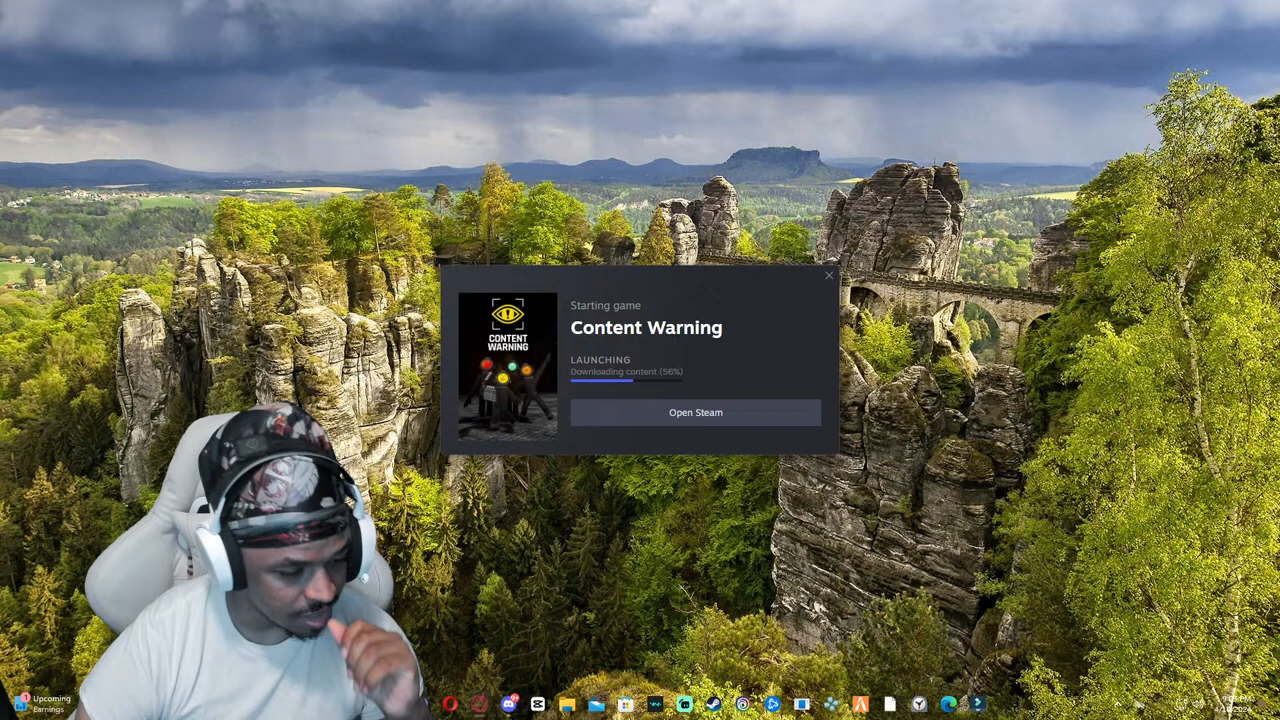 Starting game
Content Warning
CONTENT
WARNING
LAUNCHING
Downloading content (56%)
Open Steam
Upcoming
Earnings